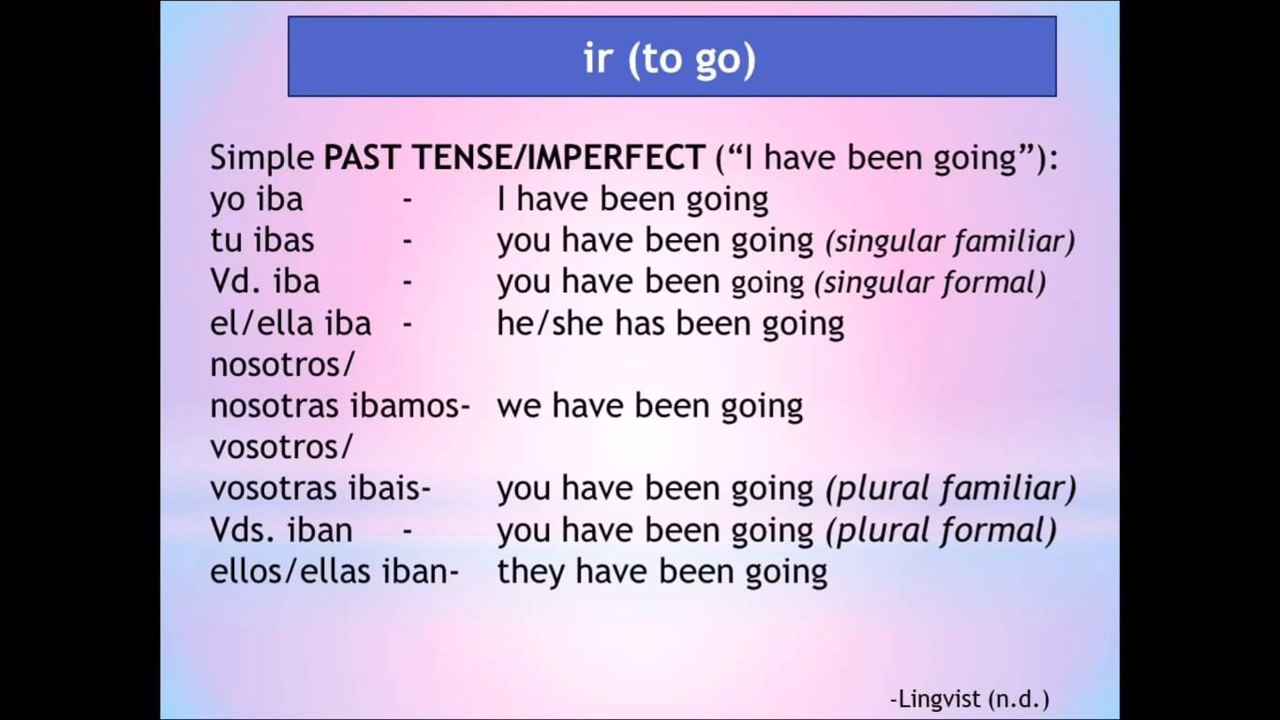 ir (to go)
Simple PAST TENSE/IMPERFECT (“I have been going”):
yo iba - I have been going
tu ibas - you have been going (singular familiar)
Vd. iba - you have been going (singular formal)
el/ella iba - he/she has been going
nosotros/
nosotras ibamos- we have been going
vosotros/
vosotras ibais- you have been going (plural familiar)
Vds. iban - you have been going (plural formal)
ellos/ellas iban- they have been going
-Lingvist (n.d.)